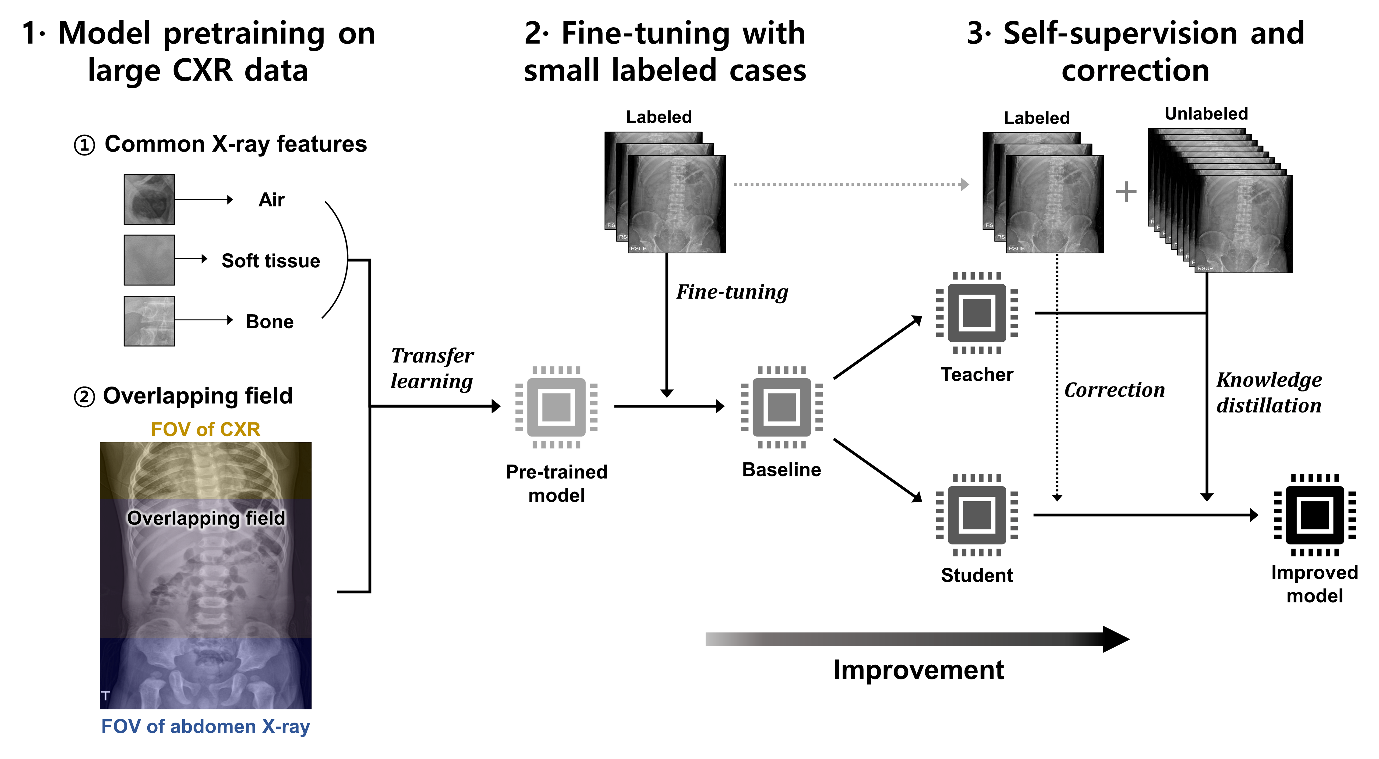 1· Model pretraining on
large CXR data
2· Fine-tuning with
small labeled cases
3· Self-supervision and
correction
① Common X-ray features
Air
Soft tissue
Bone
② Overlapping field
FOV of CXR
Overlapping field
T
FOV of abdomen X-ray
Transfer
learning
Pre-trained
model
Labeled
Fine-tuning
Baseline
Labeled
+
Unlabeled
Teacher
Correction
Knowledge
distillation
Student
Improved
model
Improvement